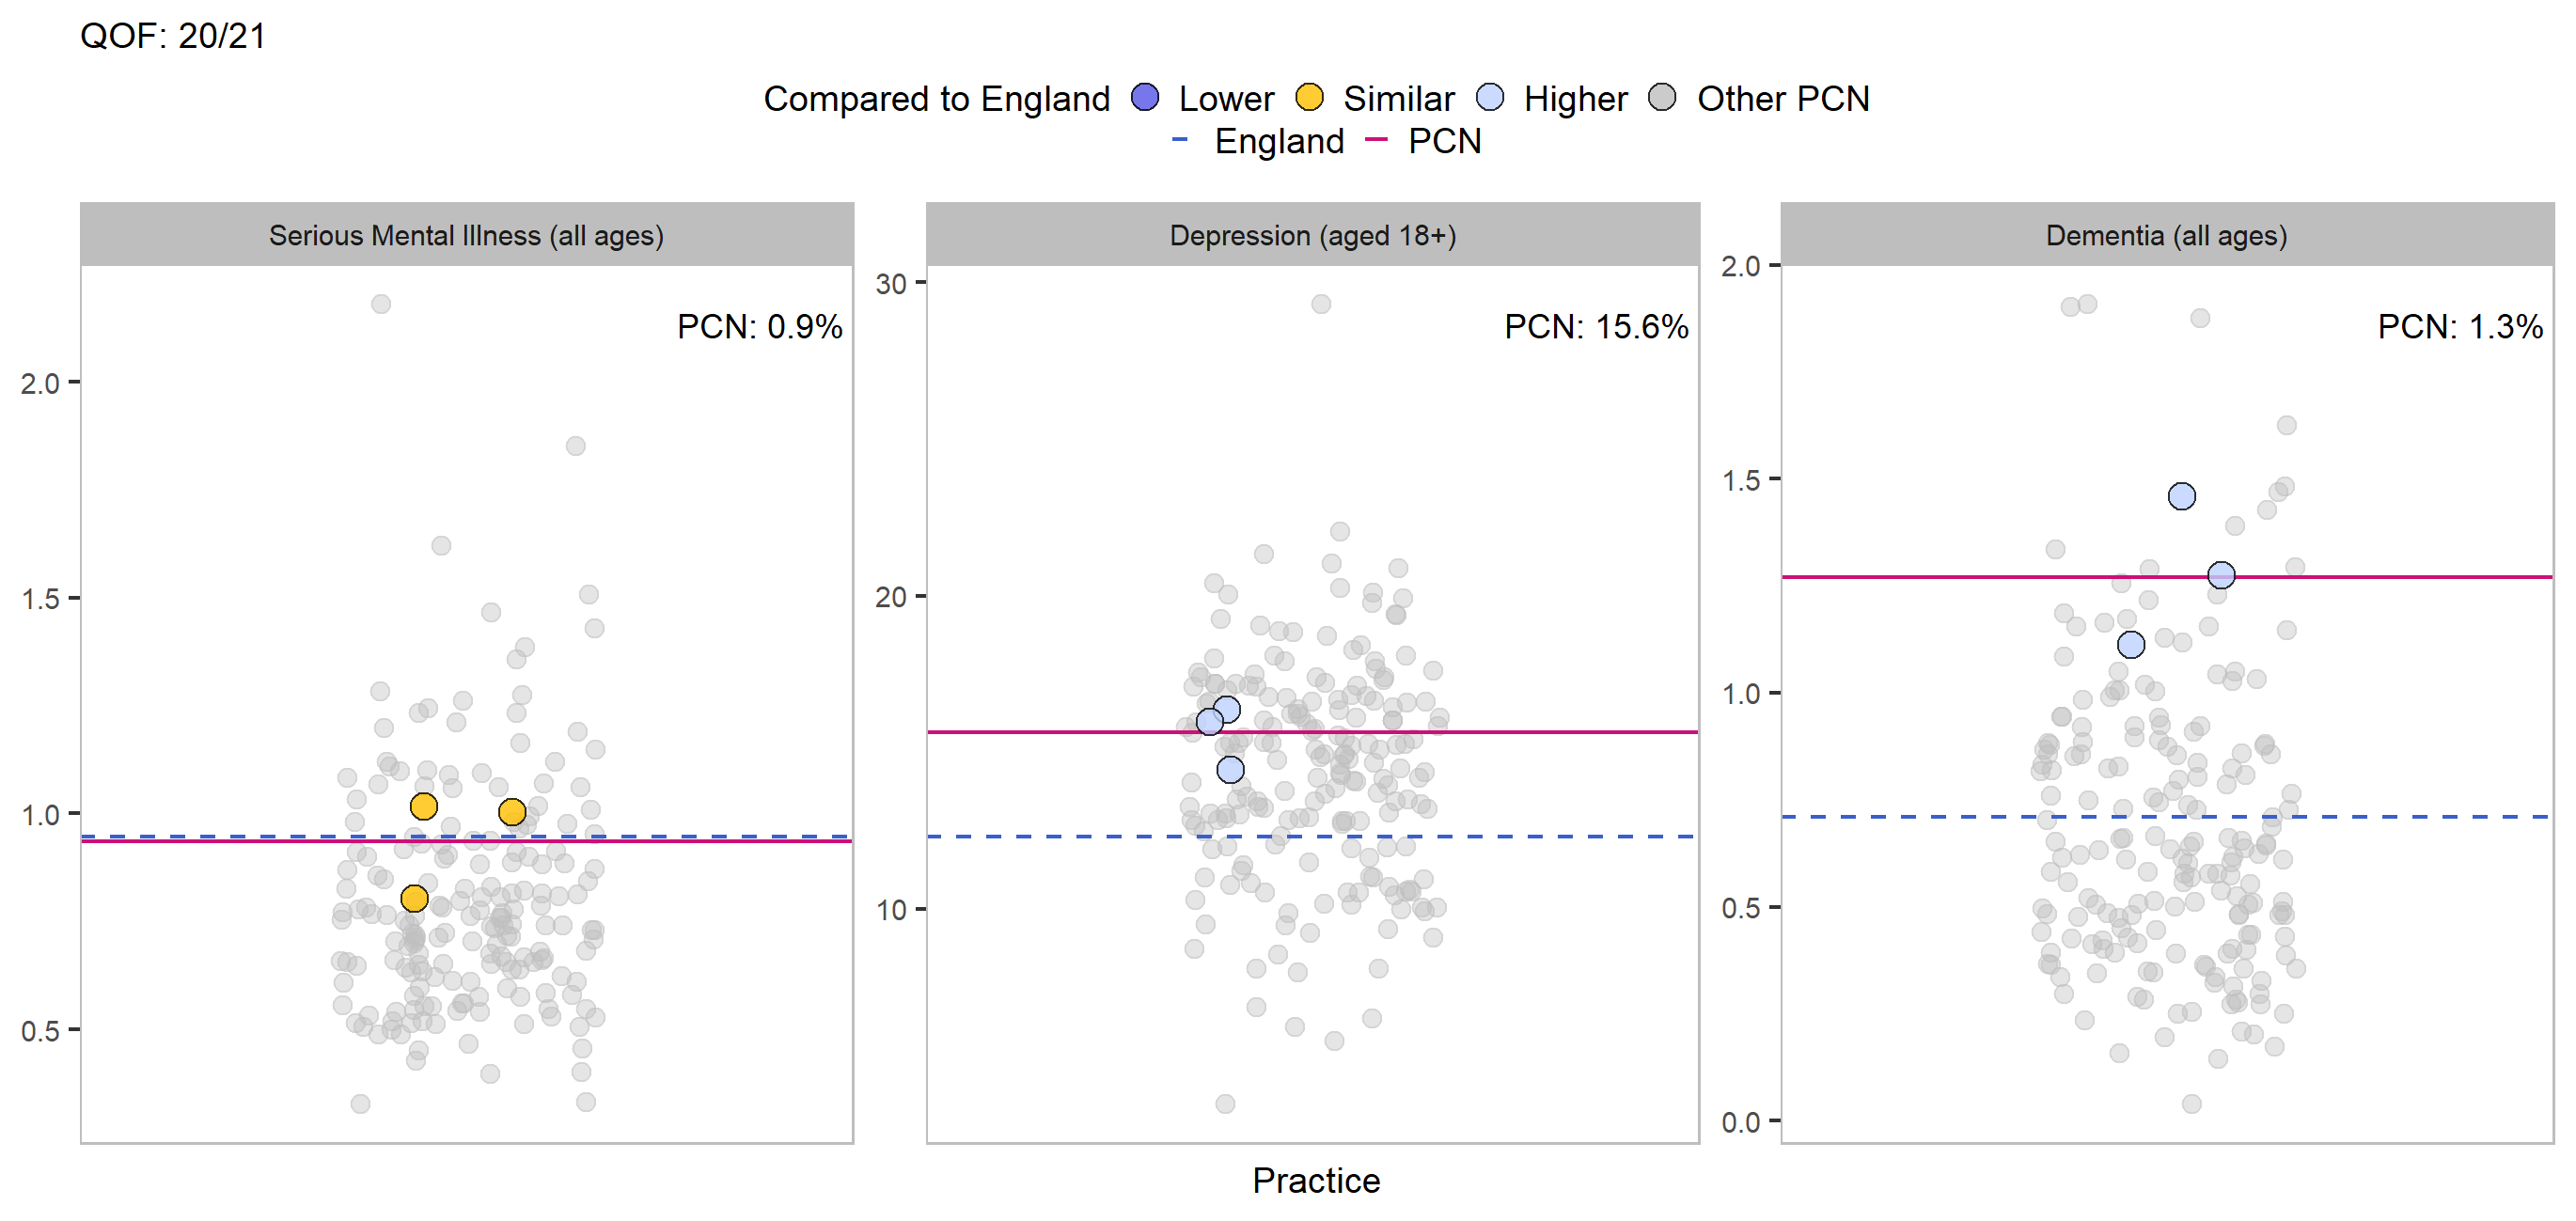 QOF: 20/21
Compared to England Lower Similar Higher Other PCN
England PCN
Serious Mental Illness (all ages)
PCN: 0.9%
2.0
1.5
1.0
0.5
Depression (aged 18+)
PCN: 15.6%
30
20
10
Dementia (all ages)
PCN: 1.3%
2.0
1.5
1.0
0.5
0.0
Practice